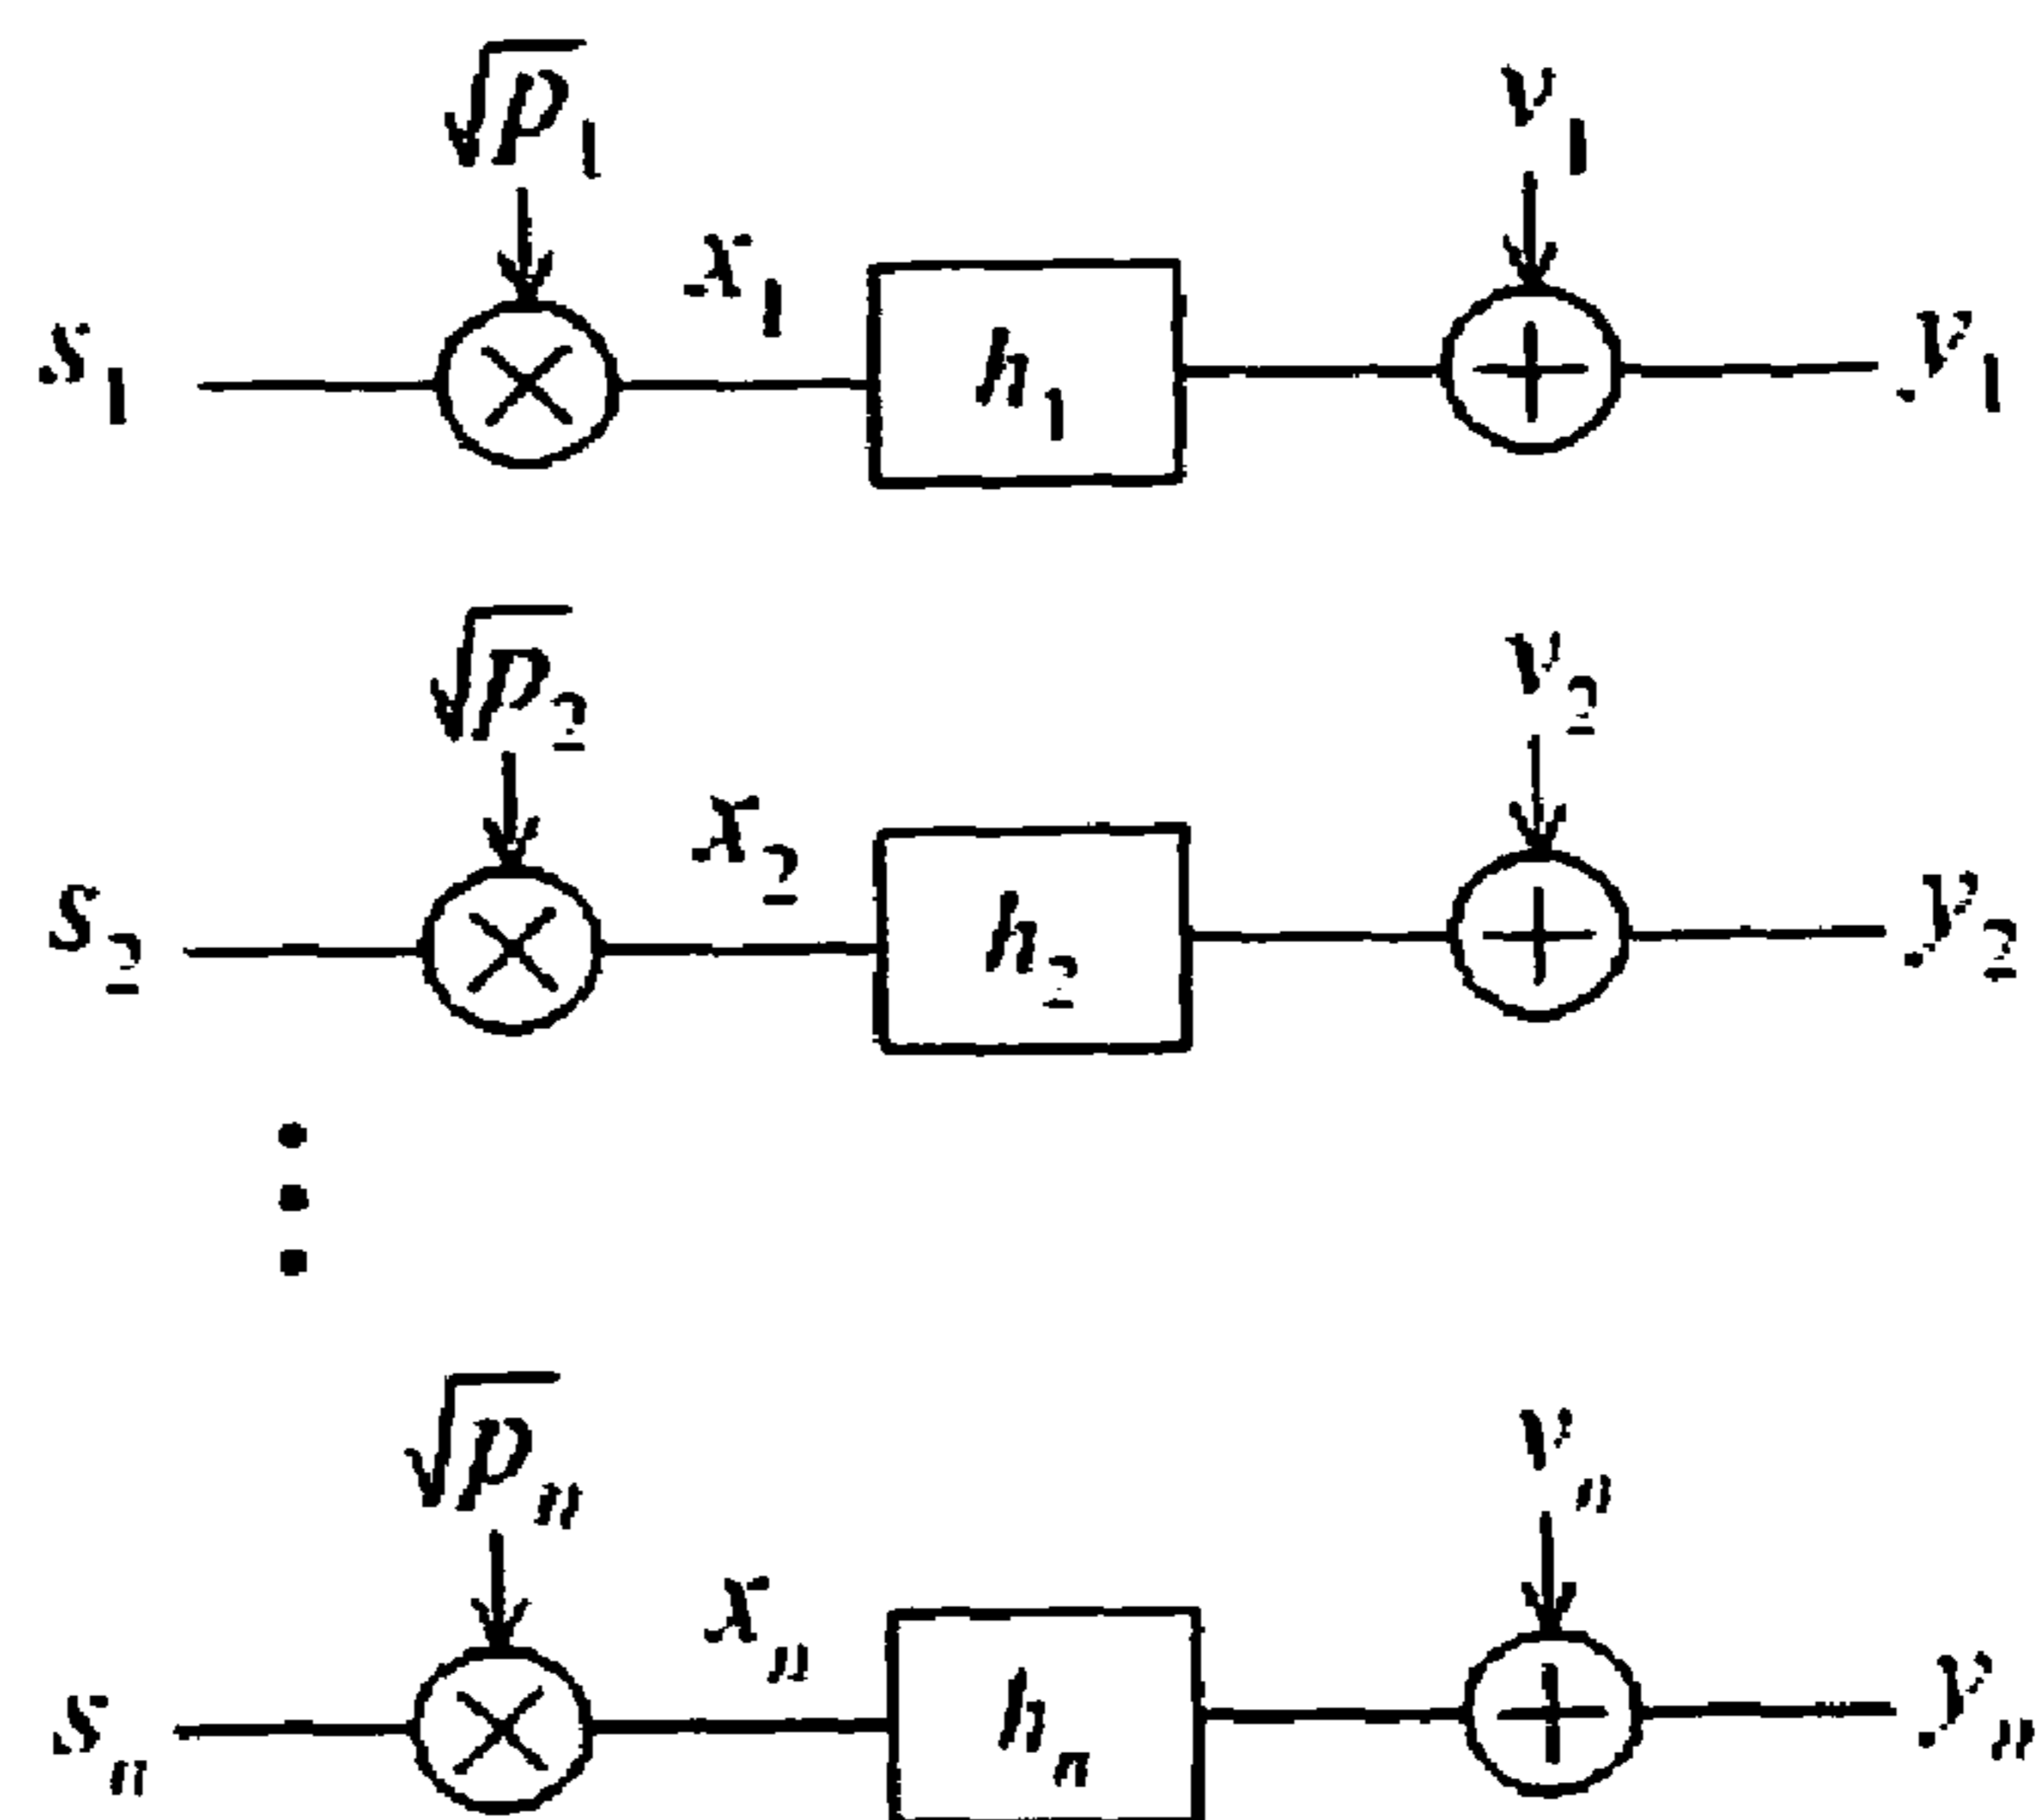 √p₁ v₁
s₁ x₁ h₁ y₁
√p₂ v₂
s₂ x₂ h₂ y₂
√pₙ vₙ
sₙ xₙ hₙ yₙ